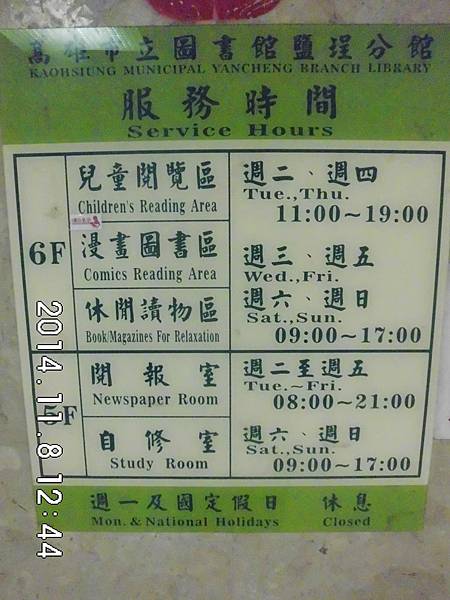 高雄市立圖書館鹽埕分館
KAOHSIUNG MUNICIPAL YANCHENG BRANCH LIBRARY
服務時間
Service Hours
6F
兒童閱覽區
Children's Reading Area
漫畫圖書區
Comics Reading Area
休閒讀物區
Book/Magazines For Relaxation
週二、週四
Tue.,Thu.
11:00~19:00
週三、週五
Wed.,Fri.
週六、週日
Sat.,Sun.
09:00~17:00
5F
閱報室
Newspaper Room
自修室
Study Room
週二至週五
Tue.~Fri.
08:00~21:00
週六、週日
Sat.,Sun.
09:00~17:00
週一及國定假日 休息
Mon. & National Holidays Closed
2014.11.8 12:44